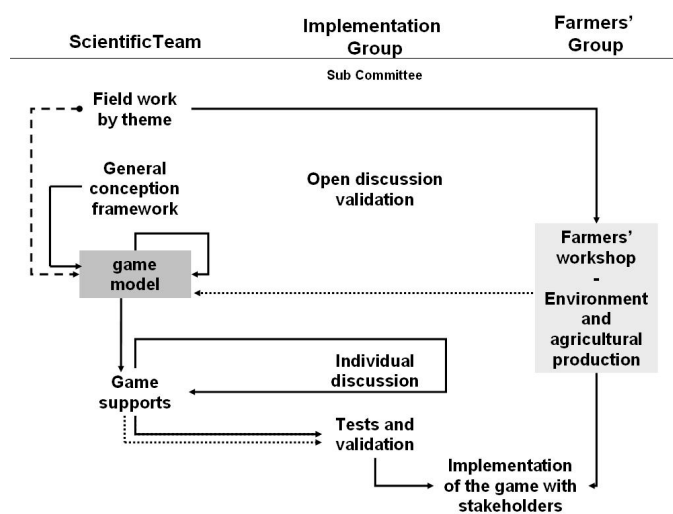 ScientificTeam
Implementation
Group
Farmers'
Group
Sub Committee
Field work
by theme
General
conception
framework
Open discussion
validation
game
model
Farmers'
workshop
-
Environment
and
agricultural
production
Individual
discussion
Game
supports
Tests and
validation
Implementation
of the game with
stakeholders